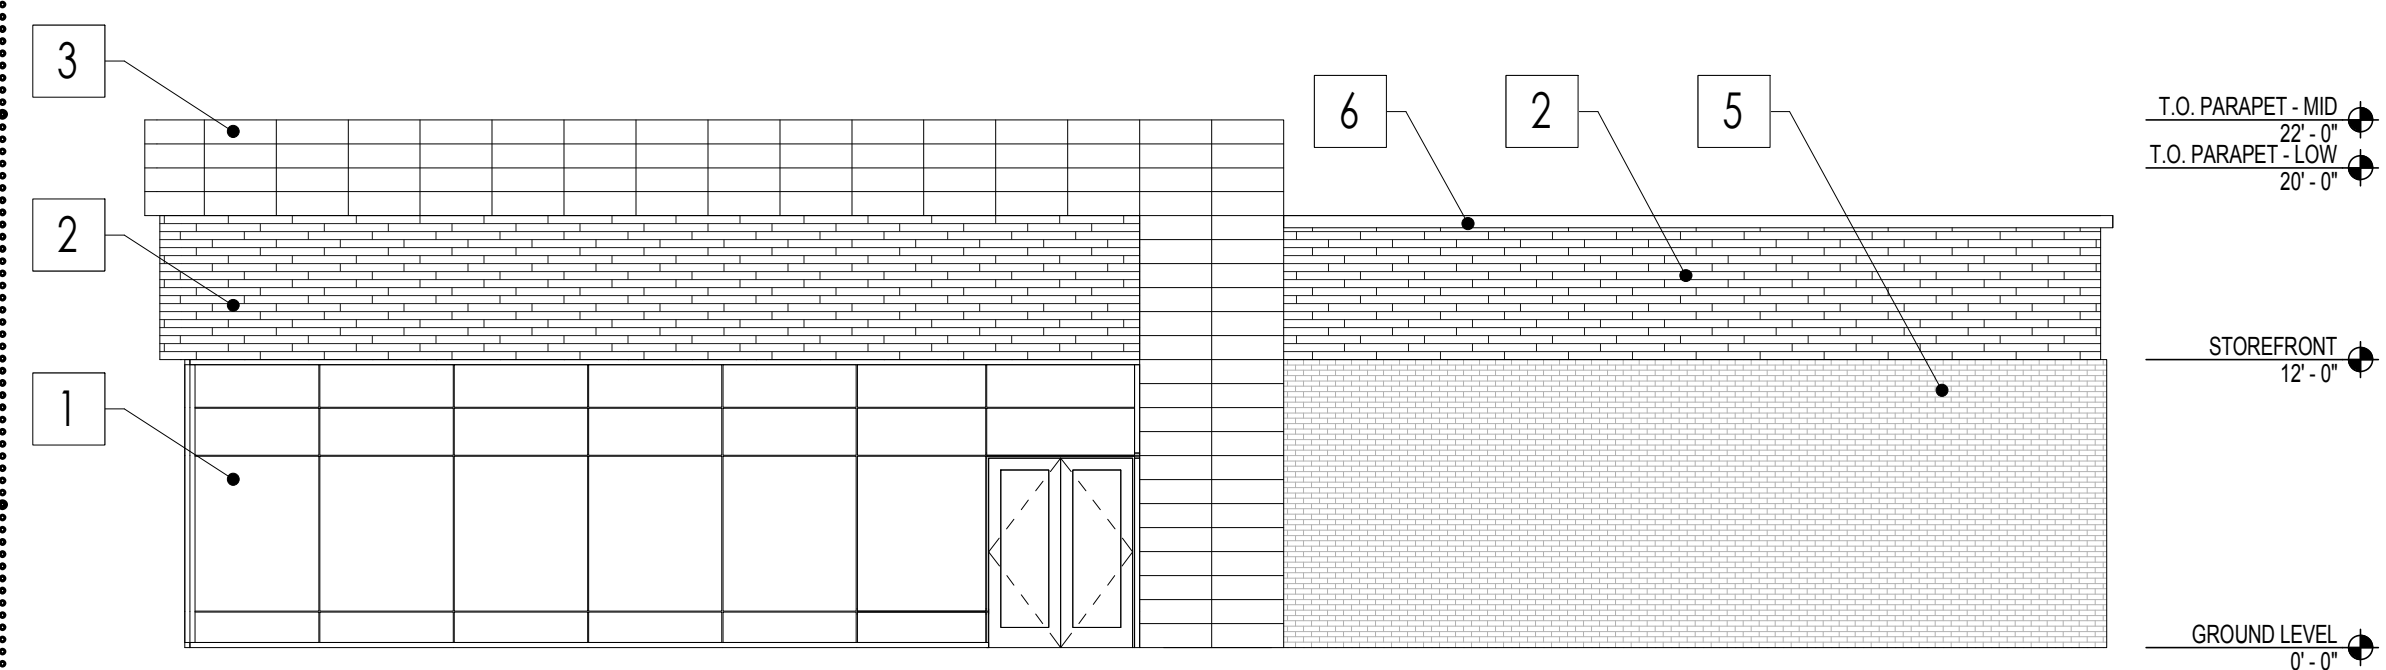 3
6
2
5
T.O. PARAPET - MID
22' - 0"
T.O. PARAPET - LOW
20' - 0"
2
STOREFRONT
12' - 0"
1
GROUND LEVEL
0' - 0"